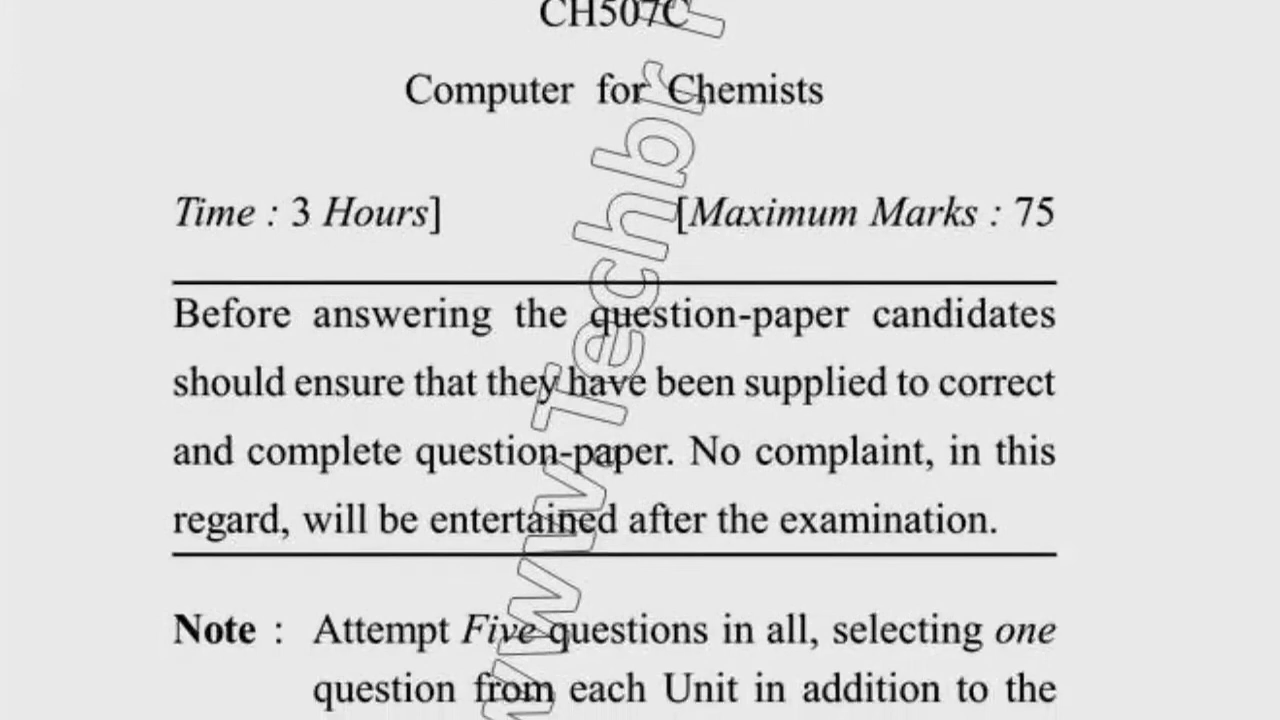 CH507C
Computer for Chemists
Time : 3 Hours] [Maximum Marks : 75
Before answering the question-paper candidates
should ensure that they have been supplied to correct
and complete question-paper. No complaint, in this
regard, will be entertained after the examination.
Note : Attempt Five questions in all, selecting one
question from each Unit in addition to the
www Techbr